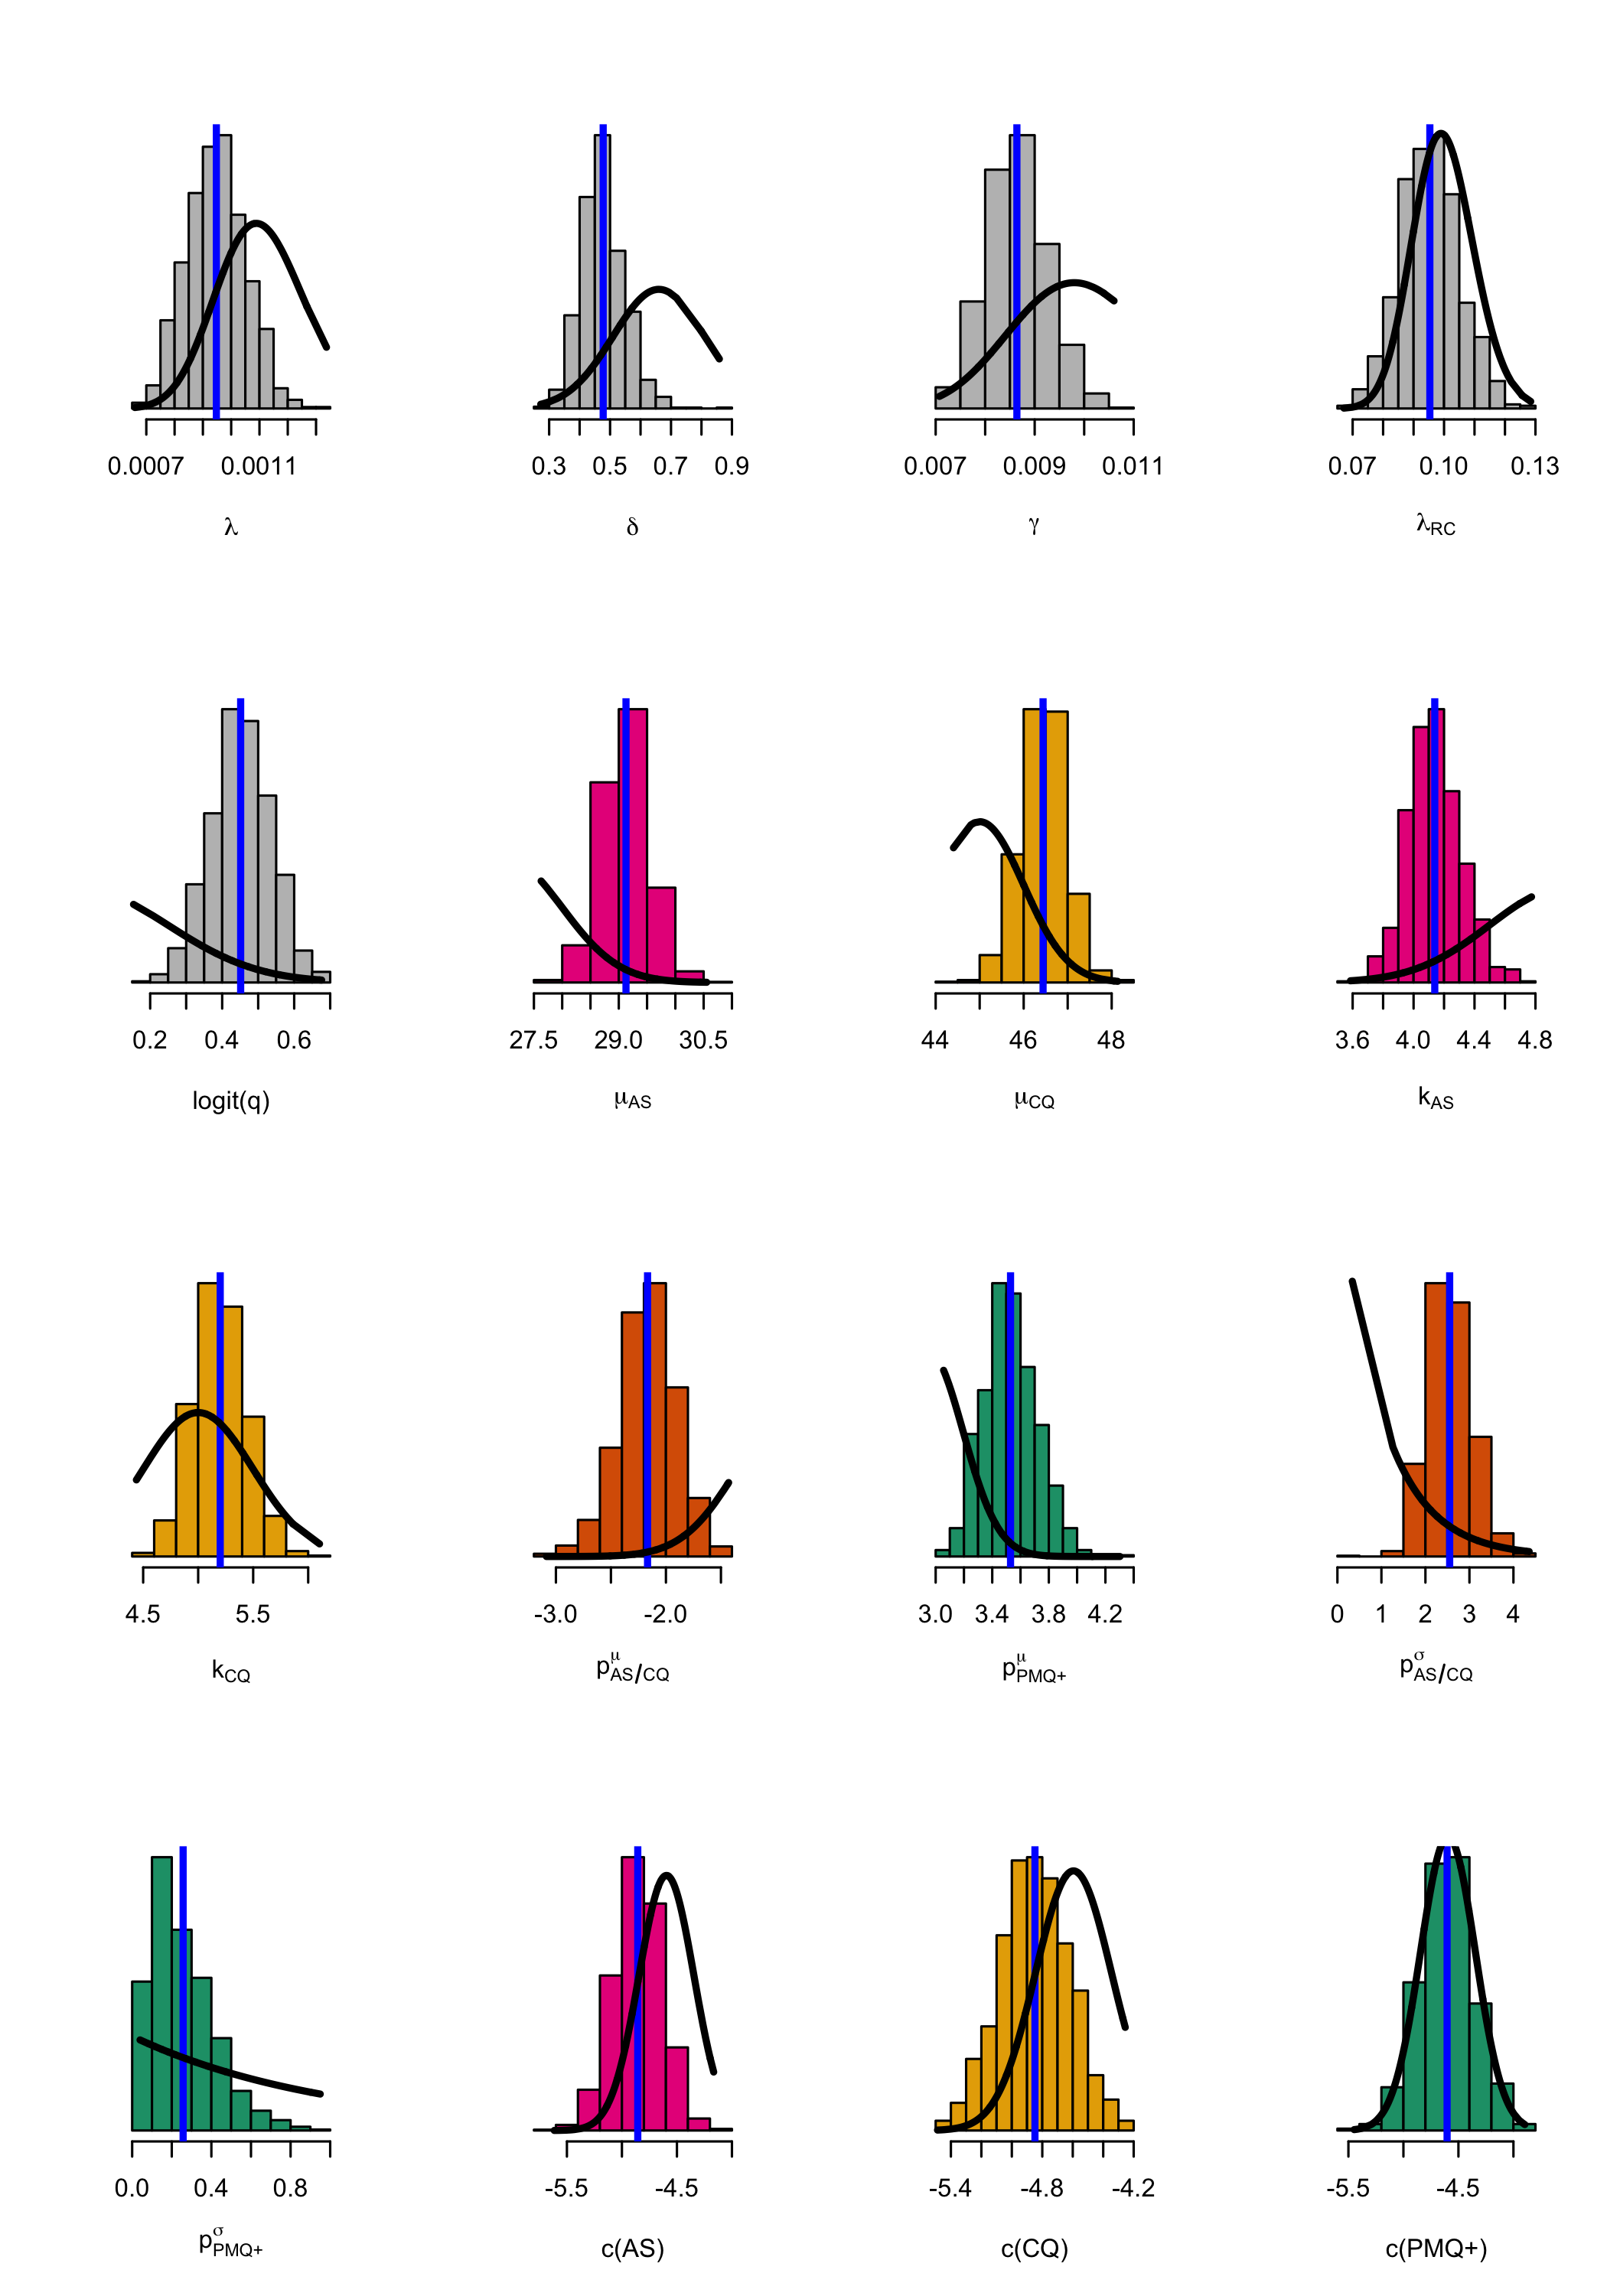 0.0007 0.0011 0.3 0.5 0.7 0.9 0.007 0.009 0.011 0.07 0.10 0.13
λ δ γ λRC
0.2 0.4 0.6 27.5 29.0 30.5 44 46 48 3.6 4.0 4.4 4.8
logit(q) μAS μCQ kAS
4.5 5.5 -3.0 -2.0 3.0 3.4 3.8 4.2 0 1 2 3 4
kCQ pμAS/CQ pμPMQ+ pσAS/CQ
0.0 0.4 0.8 -5.5 -4.5 -5.4 -4.8 -4.2 -5.5 -4.5
pσPMQ+ c(AS) c(CQ) c(PMQ+)